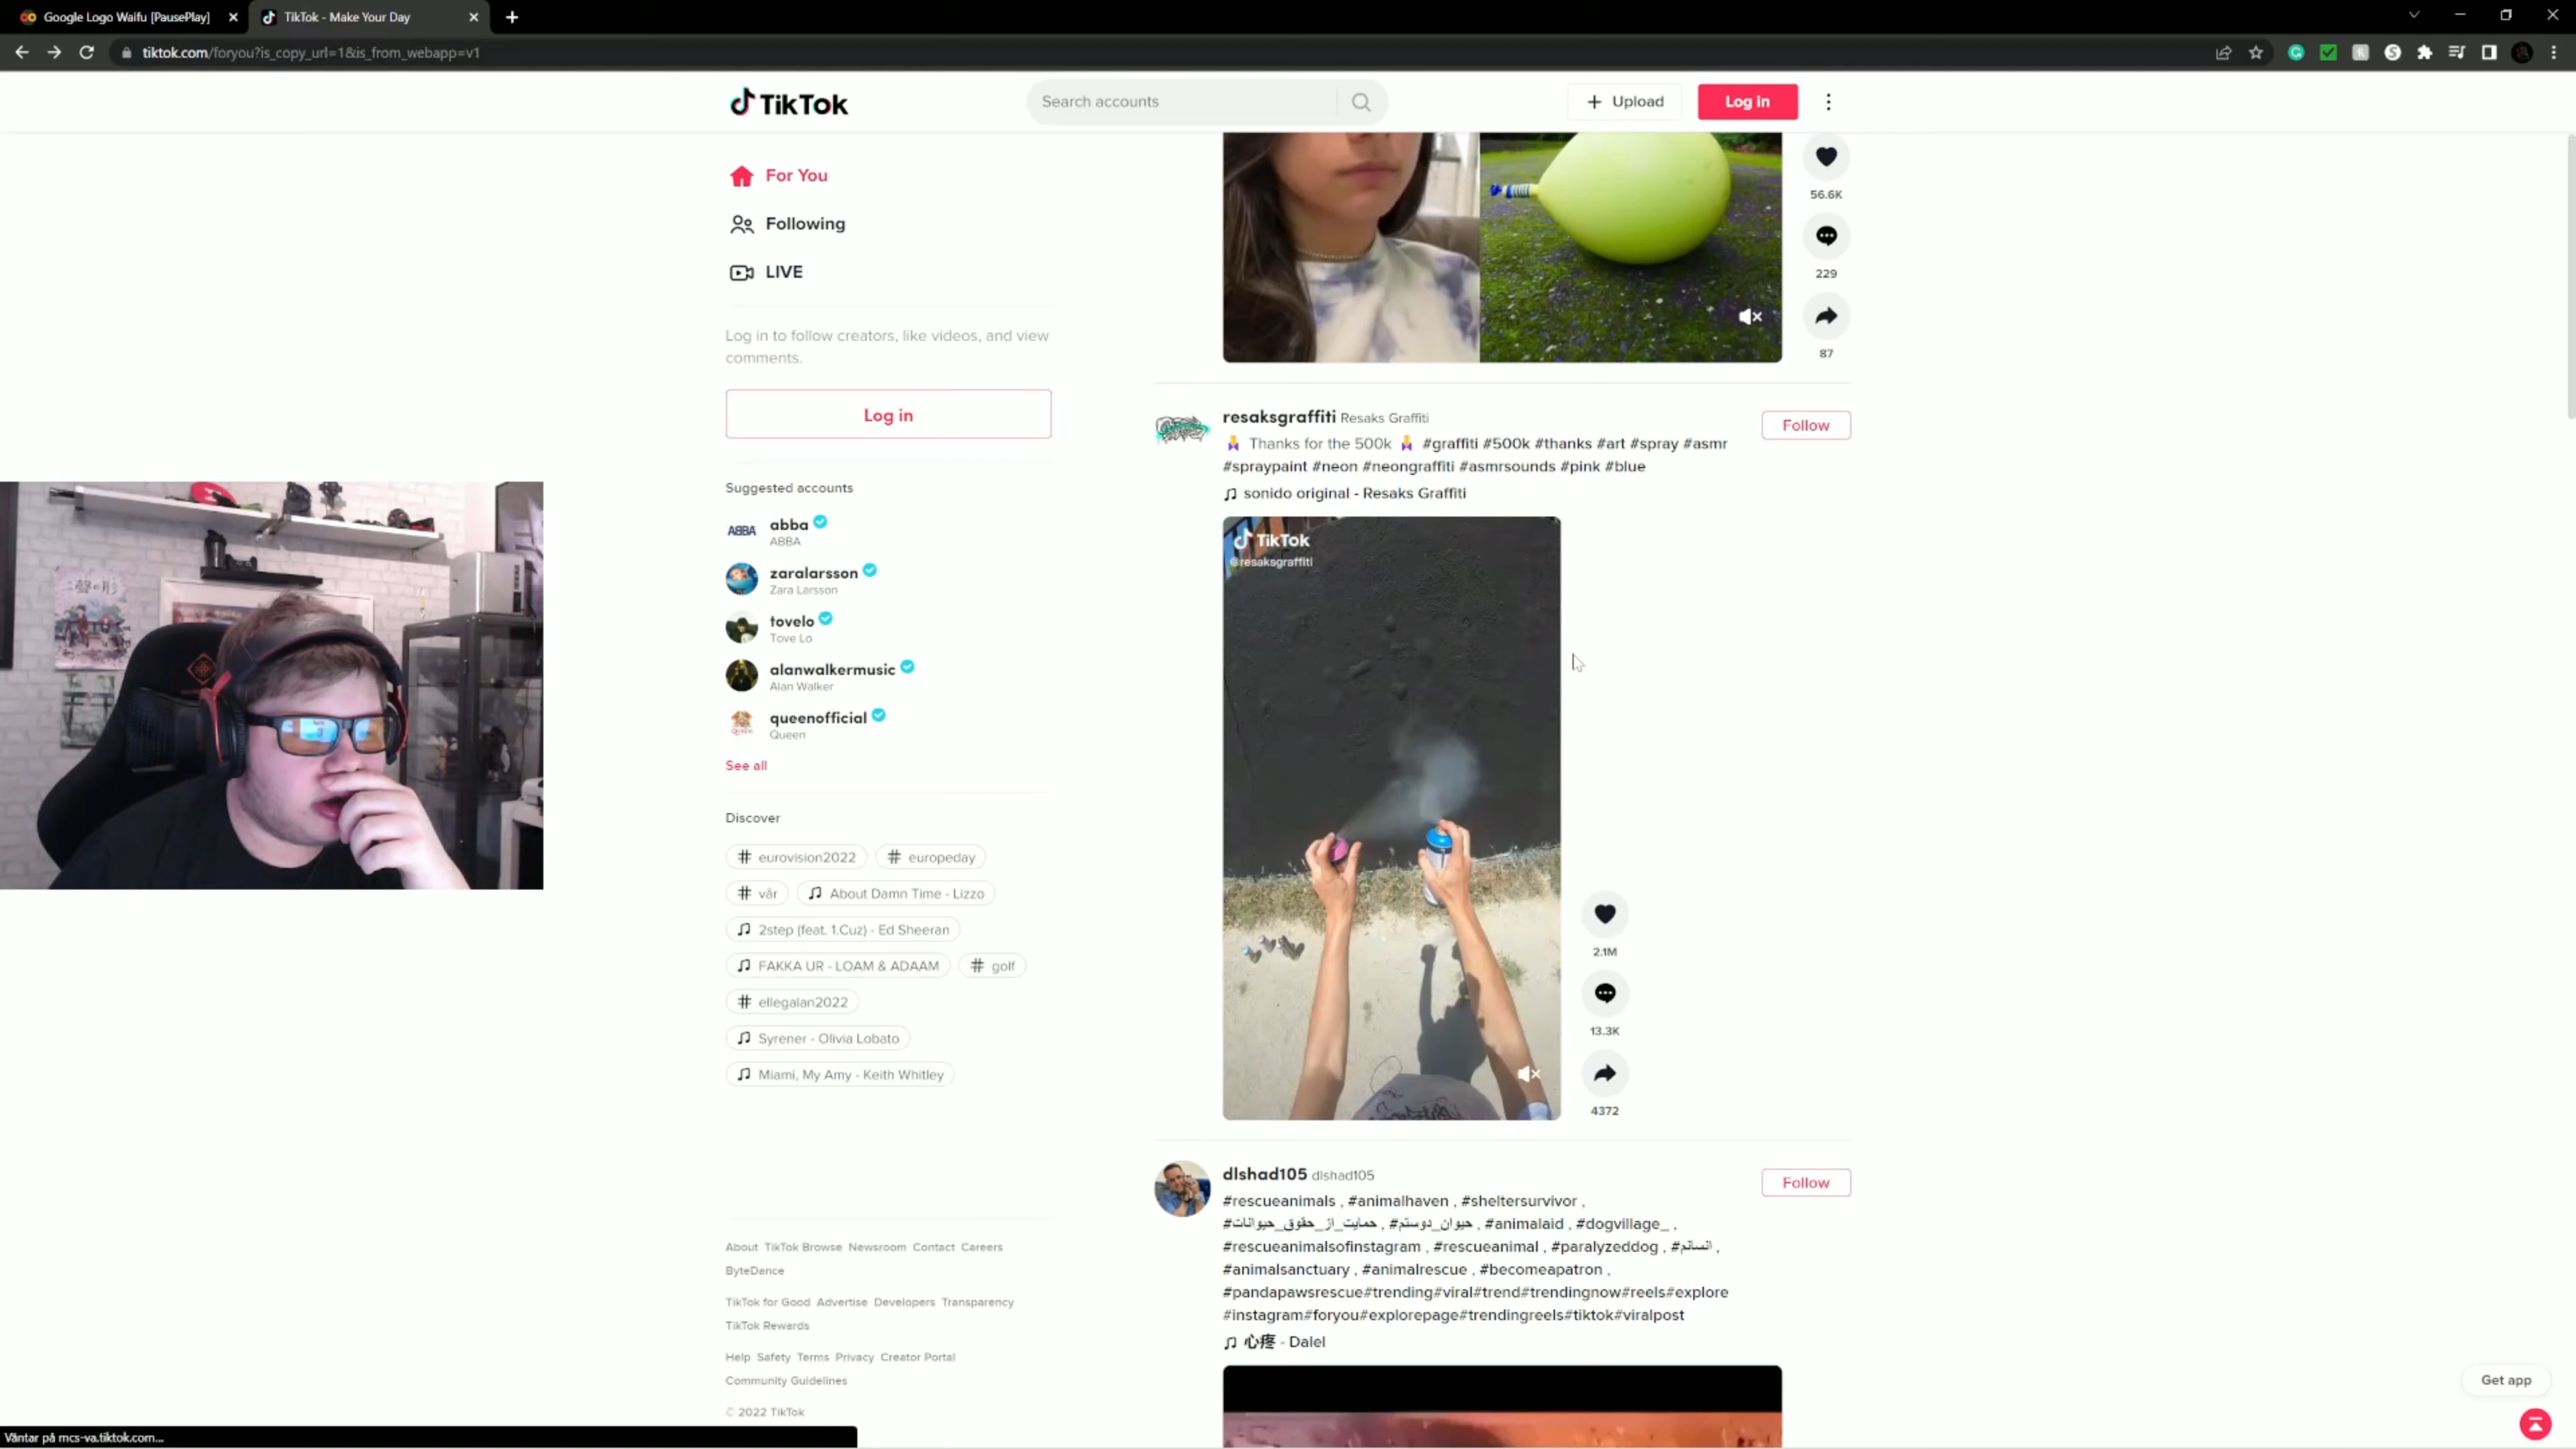 Google Logo Waifu [PausePlay]
TikTok - Make Your Day
tiktok.com/foryou?is_copy_url=1&is_from_webapp=v1
TikTok
Search accounts
Upload
Log in
For You
Following
LIVE
Log in to follow creators, like videos, and view
comments.
Log in
Suggested accounts
ABBA
abba
ABBA
zaralarsson
Zara Larsson
tovelo
Tove Lo
alanwalkermusic
Alan Walker
QUEEN
queenofficial
Queen
See all
Discover
# eurovision2022
# europeday
# vår
About Damn Time - Lizzo
2step (feat. 1.Cuz) - Ed Sheeran
FAKKA UR - LOAM & ADAAM
# golf
# ellegalan2022
Syrener - Olivia Lobato
Miami, My Amy - Keith Whitley
About TikTok Browse Newsroom Contact Careers
ByteDance
TikTok for Good Advertise Developers Transparency
TikTok Rewards
Help Safety Terms Privacy Creator Portal
Community Guidelines
© 2022 TikTok
56.6K
229
87
resaksgraffiti Resaks Graffiti
Follow
Thanks for the 500k #graffiti #500k #thanks #art #spray #asmr
#spraypaint #neon #neongraffiti #asmrsounds #pink #blue
sonido original - Resaks Graffiti
TikTok
@resaksgraffiti
2.1M
13.3K
4372
dlshad105 dlshad105
Follow
#rescueanimals , #animalhaven , #sheltersurvivor ,
#حمایت_از_حقوق_حیوانات , #حیوان_دوستم , #animalaid , #dogvillage_ ,
#rescueanimalsofinstagram , #rescueanimal , #paralyzeddog , #انسانم ,
#animalsanctuary , #animalrescue , #becomeapatron ,
#pandapawsrescue#trending#viral#trend#trendingnow#reels#explore
#instagram#foryou#explorepage#trendingreels#tiktok#viralpost
心疼 - Dalel
Get app
Väntar på mcs-va.tiktok.com...